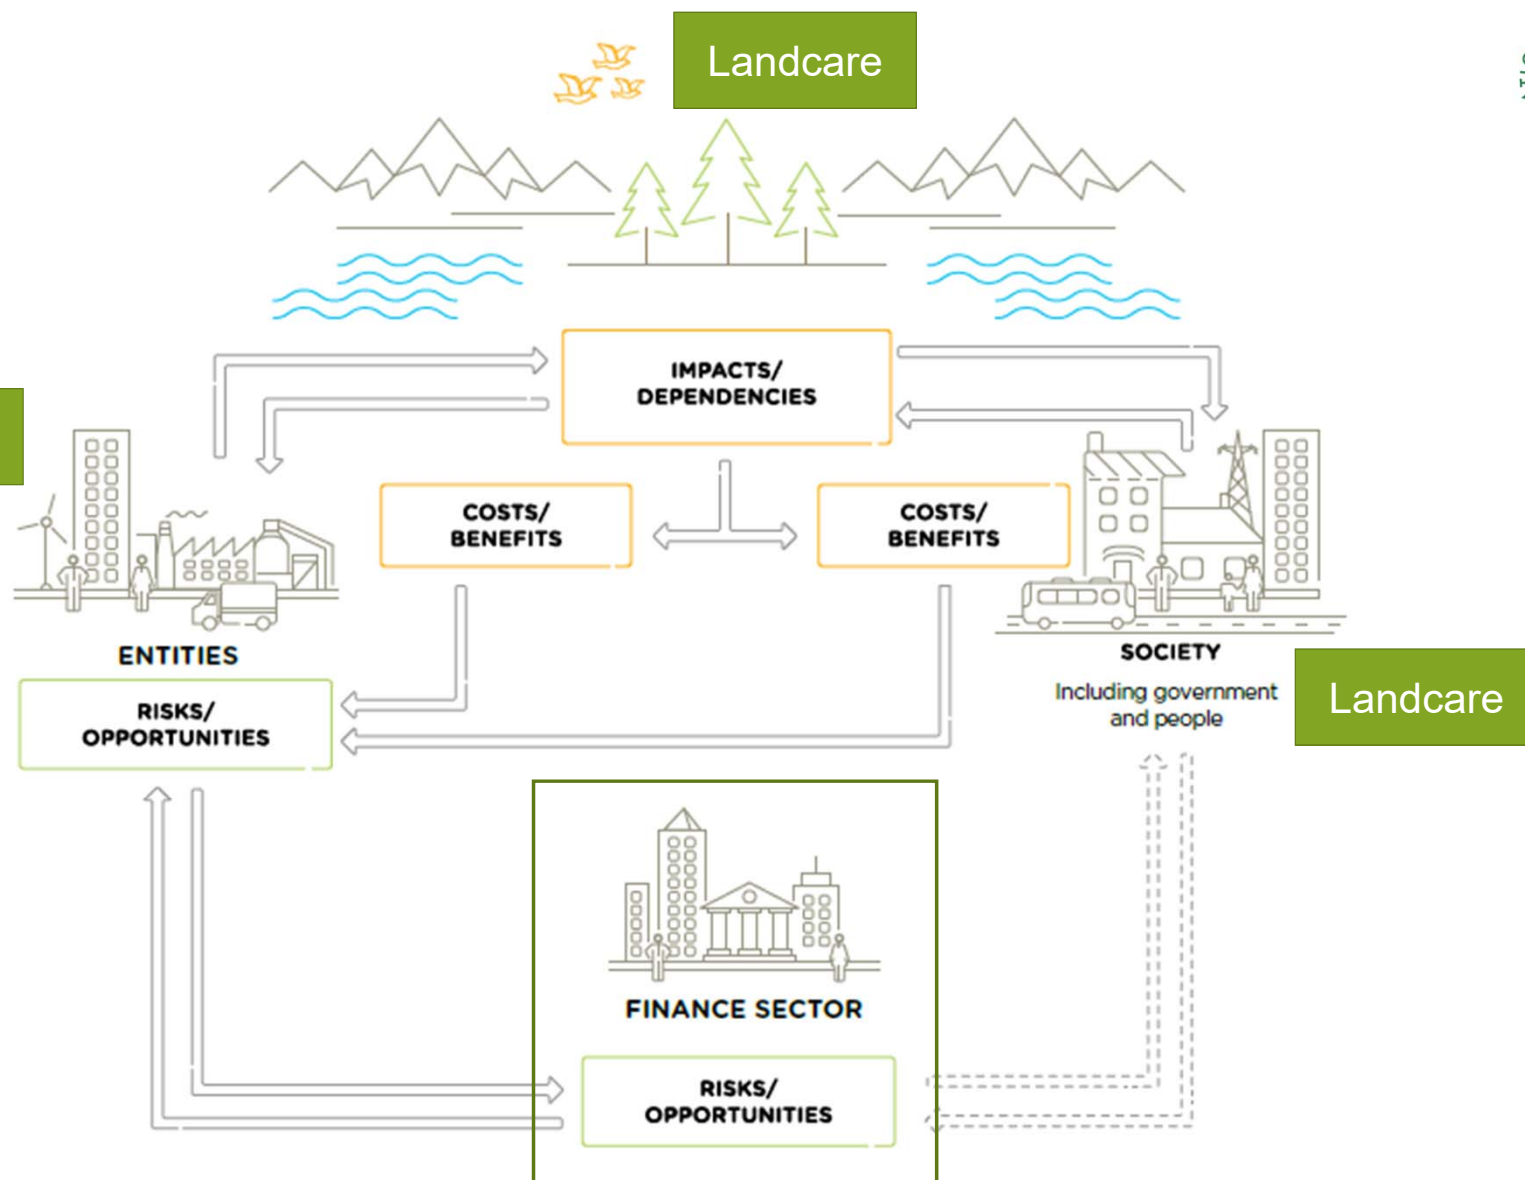 Landcare
IMPACTS/
DEPENDENCIES
COSTS/
BENEFITS
COSTS/
BENEFITS
ENTITIES
RISKS/
OPPORTUNITIES
SOCIETY
Including government
and people
Landcare
FINANCE SECTOR
RISKS/
OPPORTUNITIES